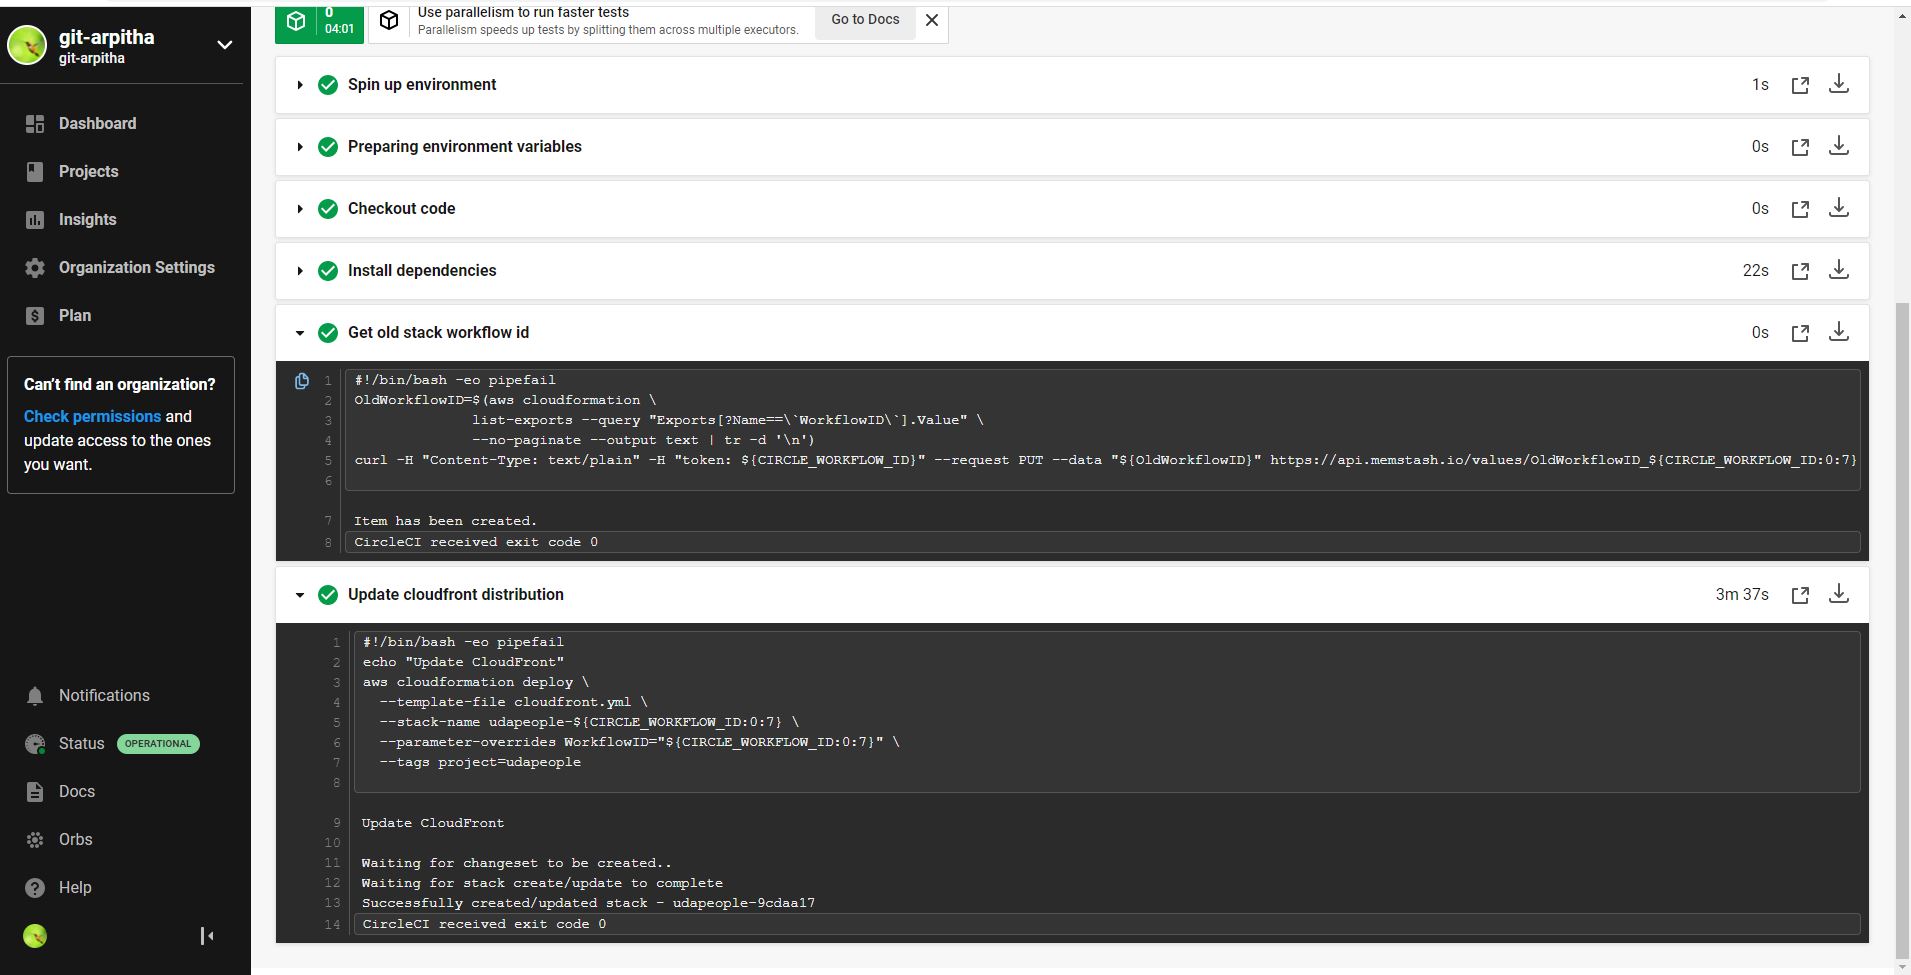 git-arpitha
git-arpitha
Dashboard
Projects
Insights
Organization Settings
Plan
Can't find an organization?
Check permissions and
update access to the ones
you want.
Notifications
Status OPERATIONAL
Docs
Orbs
Help
0
04:01
Use parallelism to run faster tests
Parallelism speeds up tests by splitting them across multiple executors.
Go to Docs
Spin up environment 1s
Preparing environment variables 0s
Checkout code 0s
Install dependencies 22s
Get old stack workflow id 0s
1 #!/bin/bash -eo pipefail
2 OldWorkflowID=$(aws cloudformation \
3 list-exports --query "Exports[?Name==\`WorkflowID\`].Value" \
4 --no-paginate --output text | tr -d '\n')
5 curl -H "Content-Type: text/plain" -H "token: ${CIRCLE_WORKFLOW_ID}" --request PUT --data "${OldWorkflowID}" https://api.memstash.io/values/OldWorkflowID_${CIRCLE_WORKFLOW_ID:0:7}
6
7 Item has been created.
8 CircleCI received exit code 0
Update cloudfront distribution 3m 37s
1 #!/bin/bash -eo pipefail
2 echo "Update CloudFront"
3 aws cloudformation deploy \
4 --template-file cloudfront.yml \
5 --stack-name udapeople-${CIRCLE_WORKFLOW_ID:0:7} \
6 --parameter-overrides WorkflowID="${CIRCLE_WORKFLOW_ID:0:7}" \
7 --tags project=udapeople
8
9 Update CloudFront
10
11 Waiting for changeset to be created..
12 Waiting for stack create/update to complete
13 Successfully created/updated stack - udapeople-9cdaa17
14 CircleCI received exit code 0